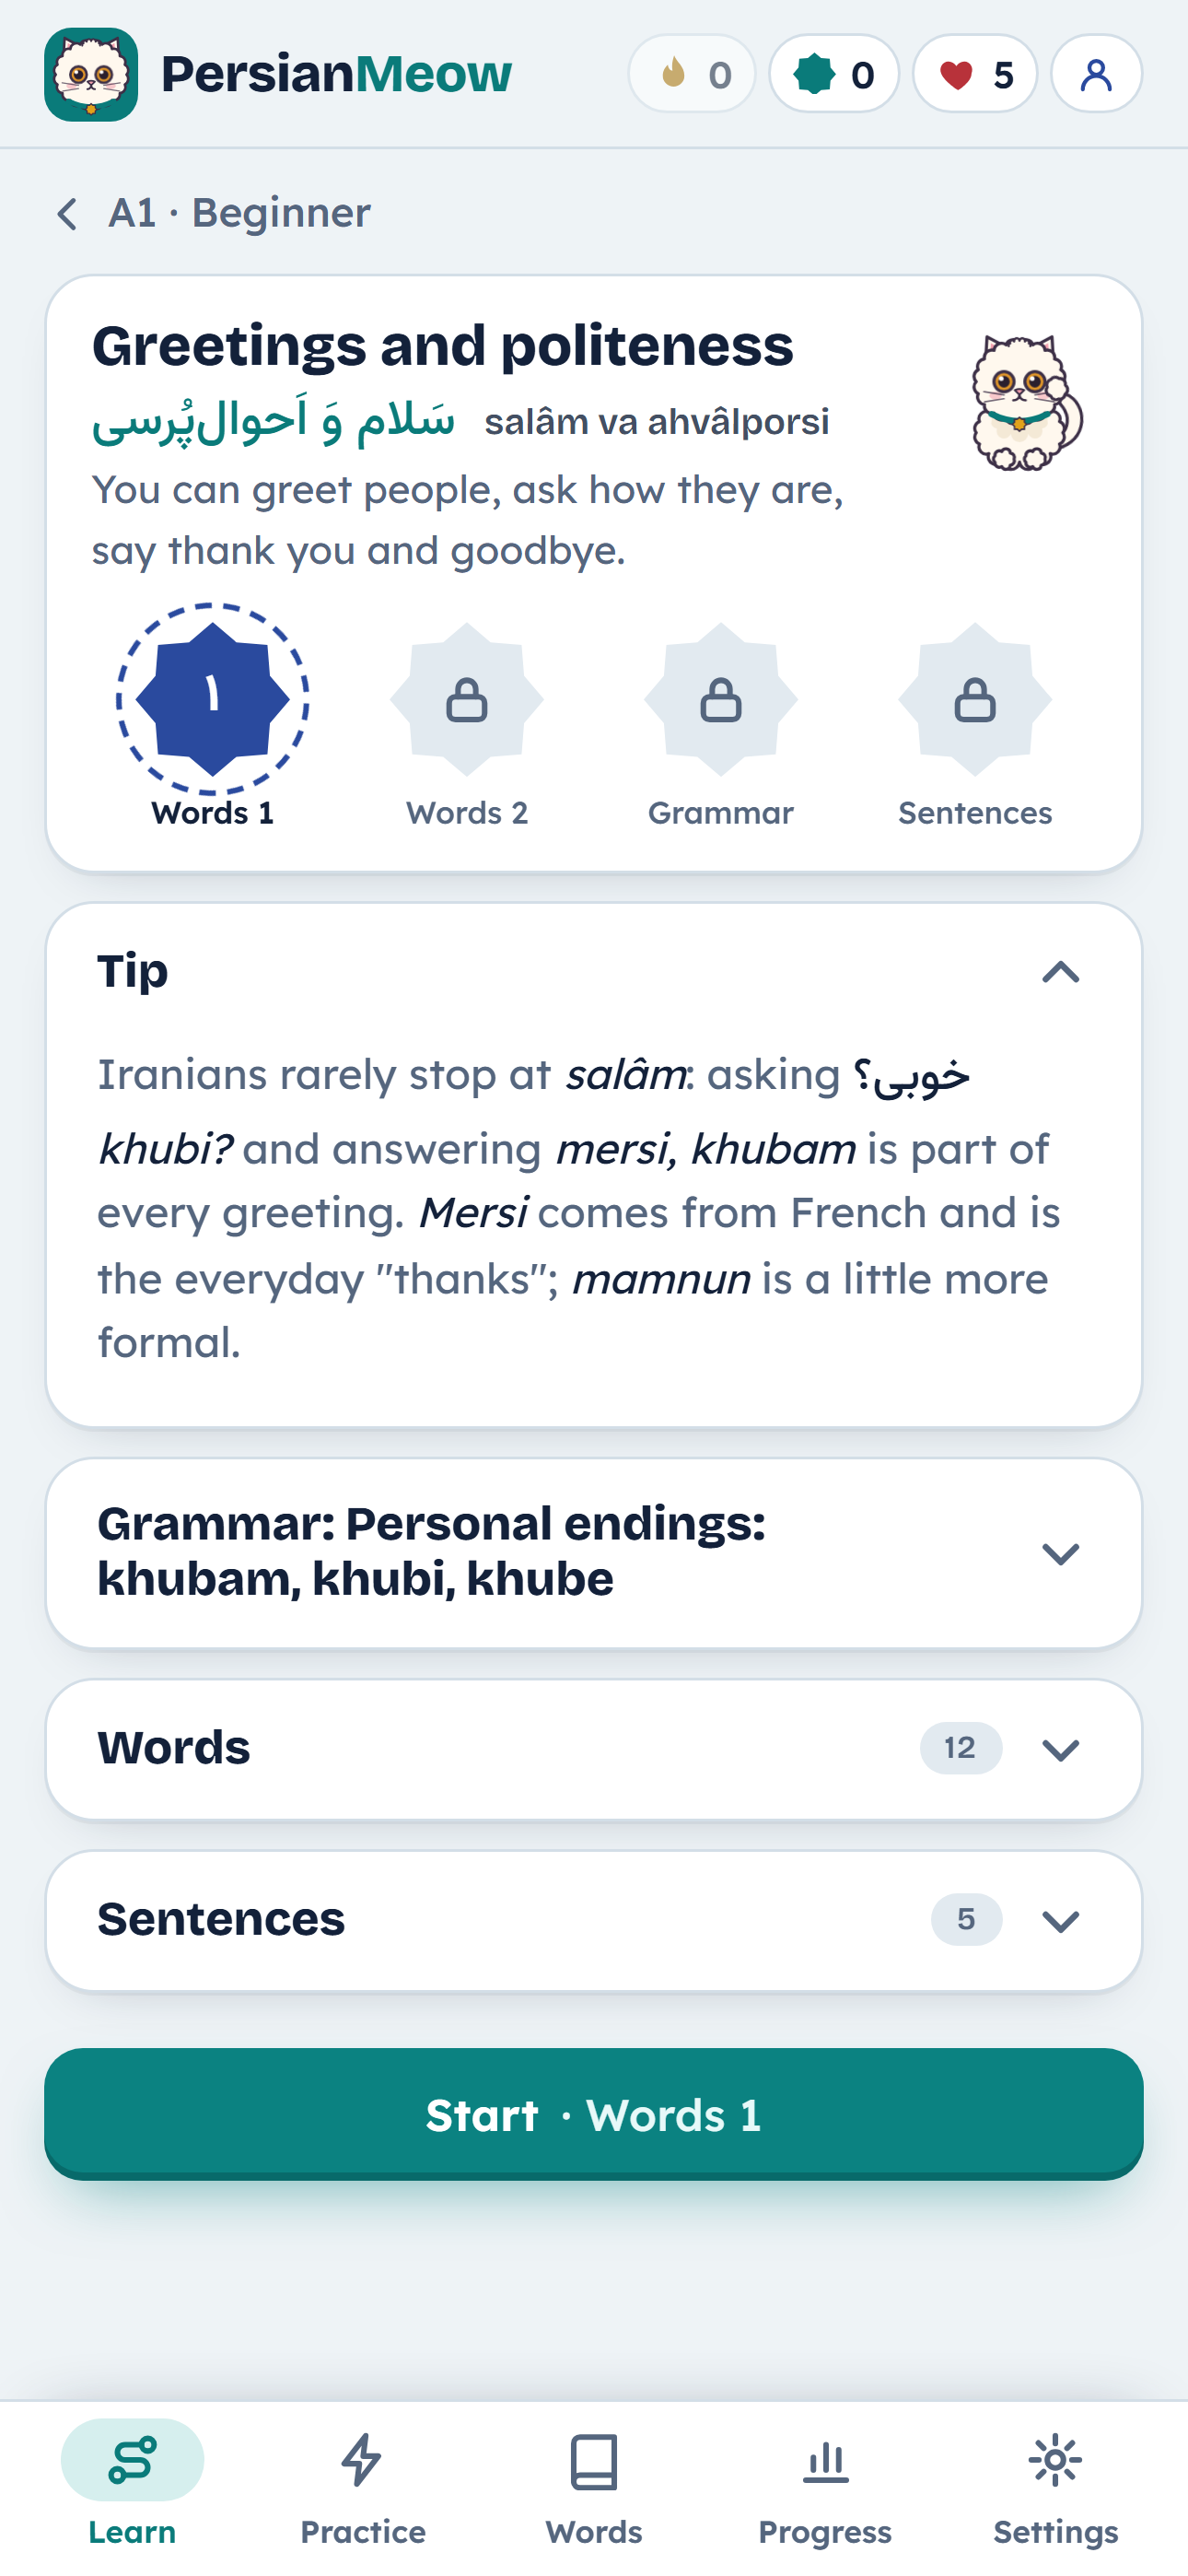 PersianMeow 0 0 5
A1 · Beginner
Greetings and politeness
سَلام وَ اَحوال‌پُرسی salâm va ahvâlporsi
You can greet people, ask how they are,
say thank you and goodbye.
۱
Words 1 Words 2 Grammar Sentences
Tip
Iranians rarely stop at salâm: asking خوبی؟
khubi? and answering mersi, khubam is part of
every greeting. Mersi comes from French and is
the everyday "thanks"; mamnun is a little more
formal.
Grammar: Personal endings:
khubam, khubi, khube
Words 12
Sentences 5
Start · Words 1
Learn Practice Words Progress Settings